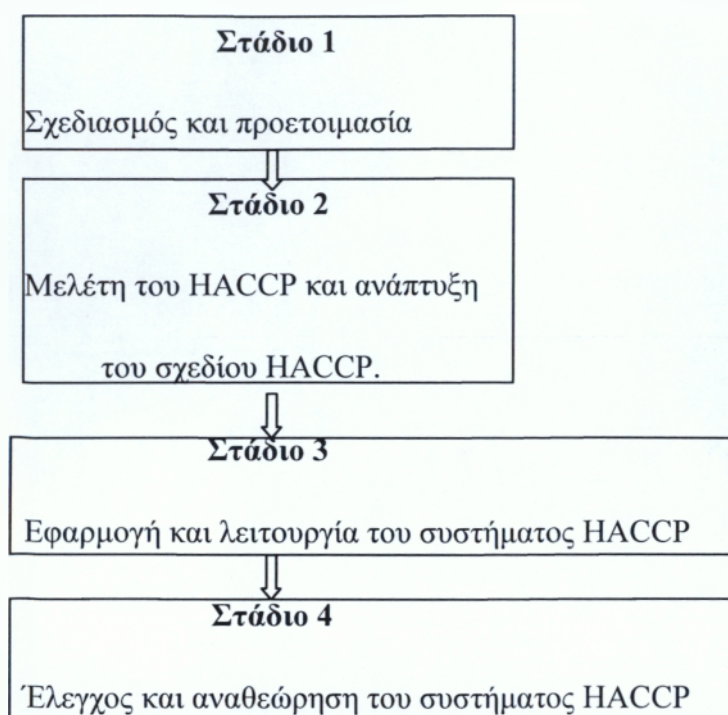 Στάδιο 1
Σχεδιασμός και προετοιμασία
Στάδιο 2
Μελέτη του HACCP και ανάπτυξη
του σχεδίου HACCP.
Στάδιο 3
Εφαρμογή και λειτουργία του συστήματος HACCP
Στάδιο 4
Έλεγχος και αναθεώρηση του συστήματος HACCP